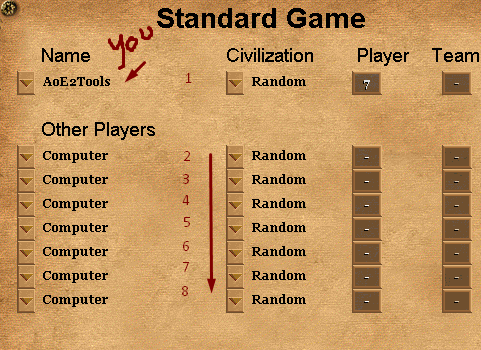 Standard Game
you
Name Civilization Player Team
AoE2Tools 1 Random 7 -
Other Players
Computer 2 Random - -
Computer 3 Random - -
Computer 4 Random - -
Computer 5 Random - -
Computer 6 Random - -
Computer 7 Random - -
Computer 8 Random - -